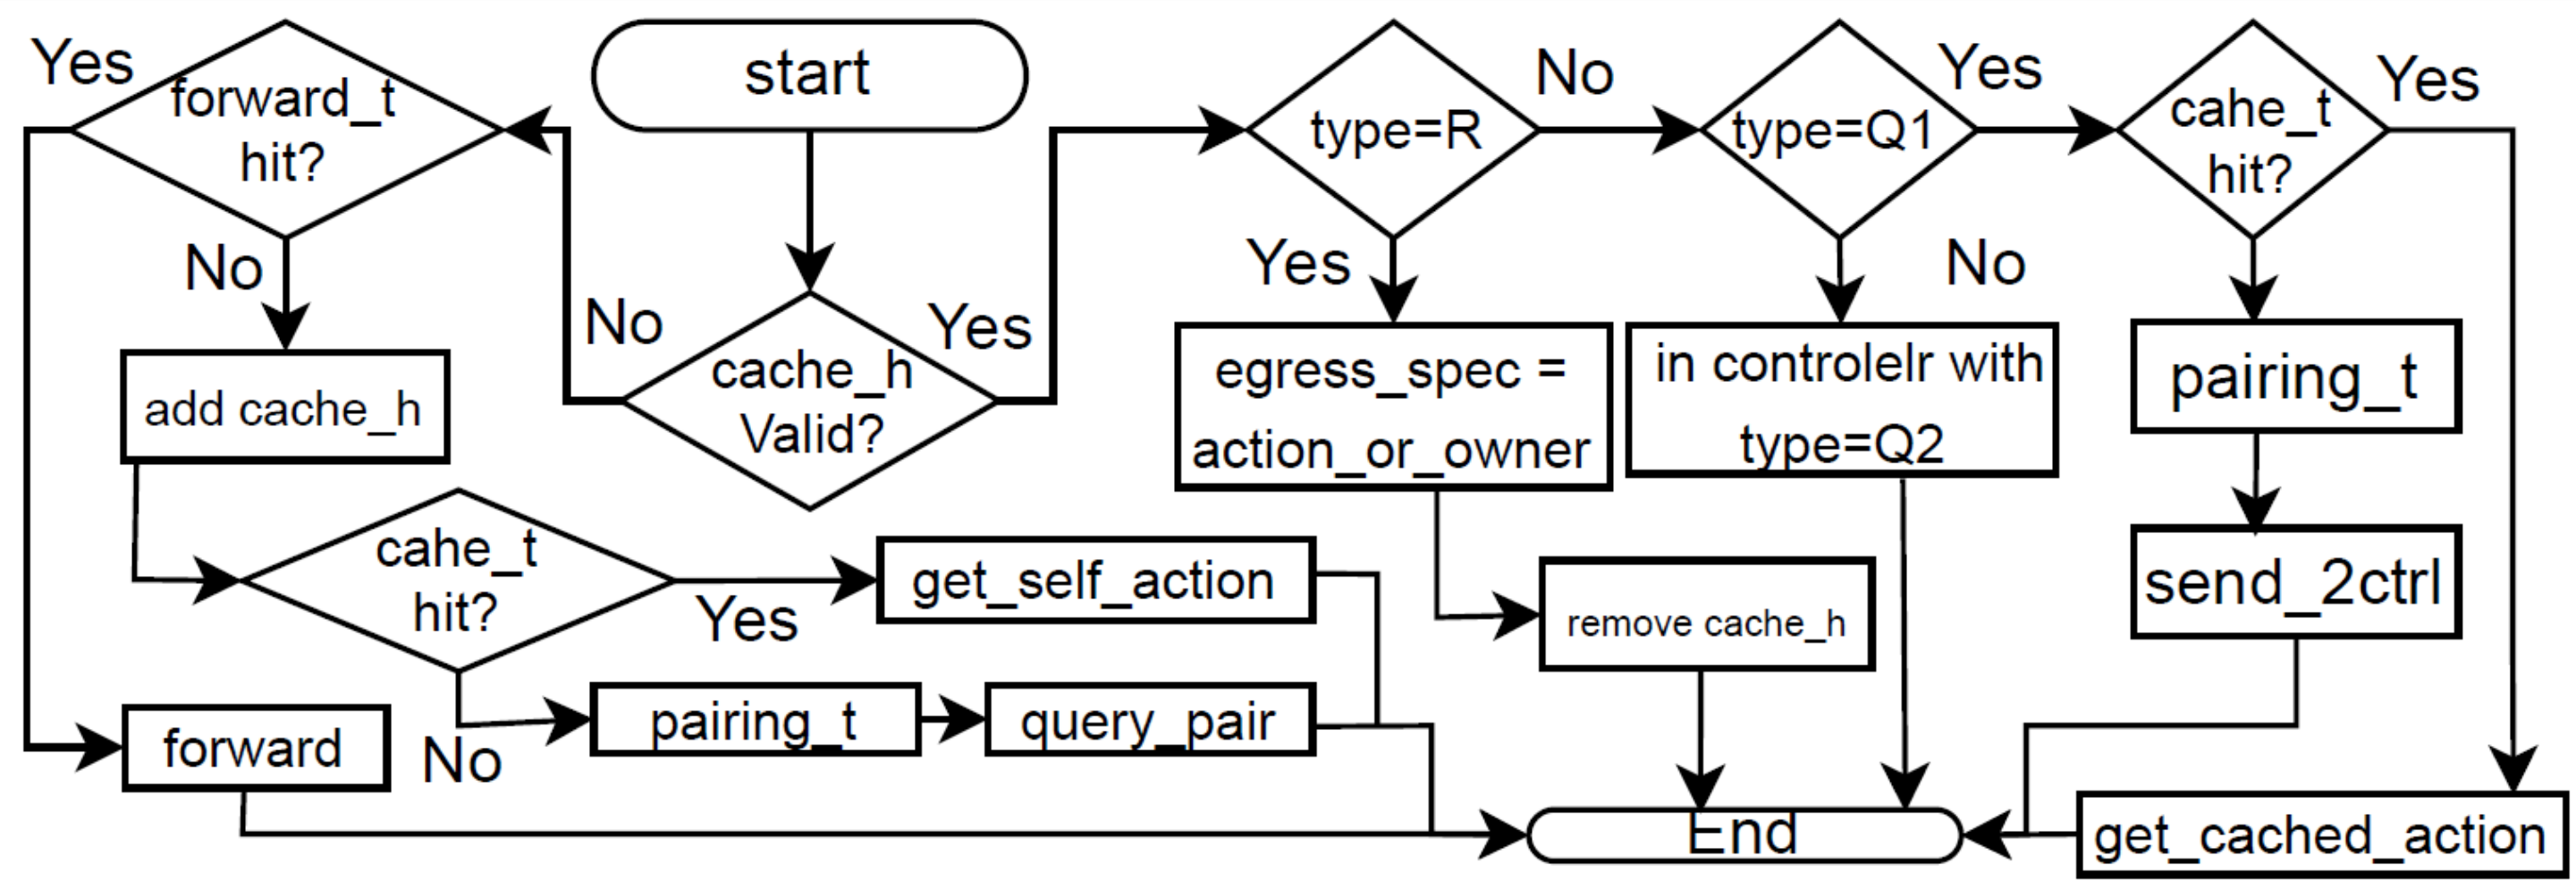 Yes
forward_t
hit?
No
add cache_h
start
No
Yes
cache_h
Valid?
type=R
No
Yes
type=Q1
Yes
No
cahe_t
hit?
Yes
egress_spec =
action_or_owner
in controlelr with
type=Q2
pairing_t
send_2ctrl
cahe_t
hit?
Yes
get_self_action
remove cache_h
No
pairing_t
query_pair
forward
End
get_cached_action